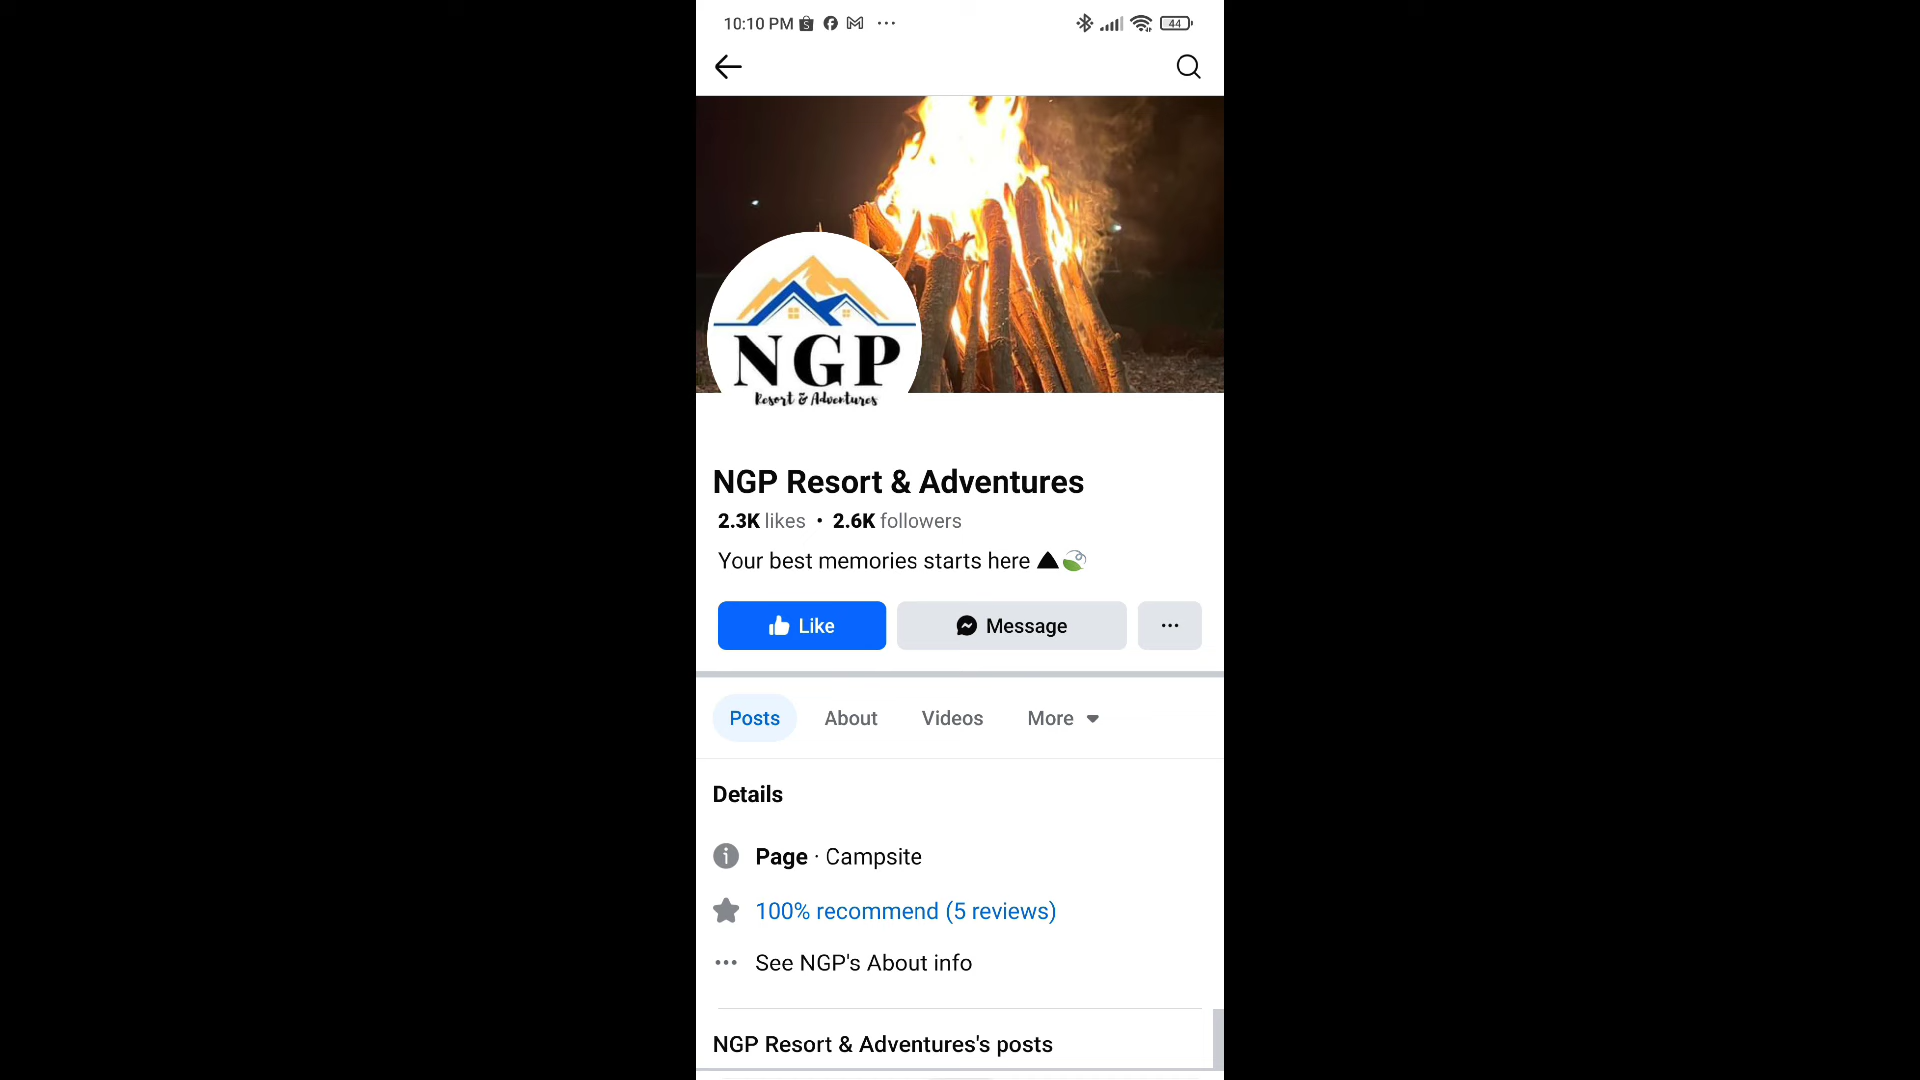 10:10 PM
44
NGP
Resort & Adventures
NGP Resort & Adventures
2.3K likes • 2.6K followers
Your best memories starts here
Like
Message
Posts
About
Videos
More
Details
Page · Campsite
100% recommend (5 reviews)
See NGP's About info
NGP Resort & Adventures's posts